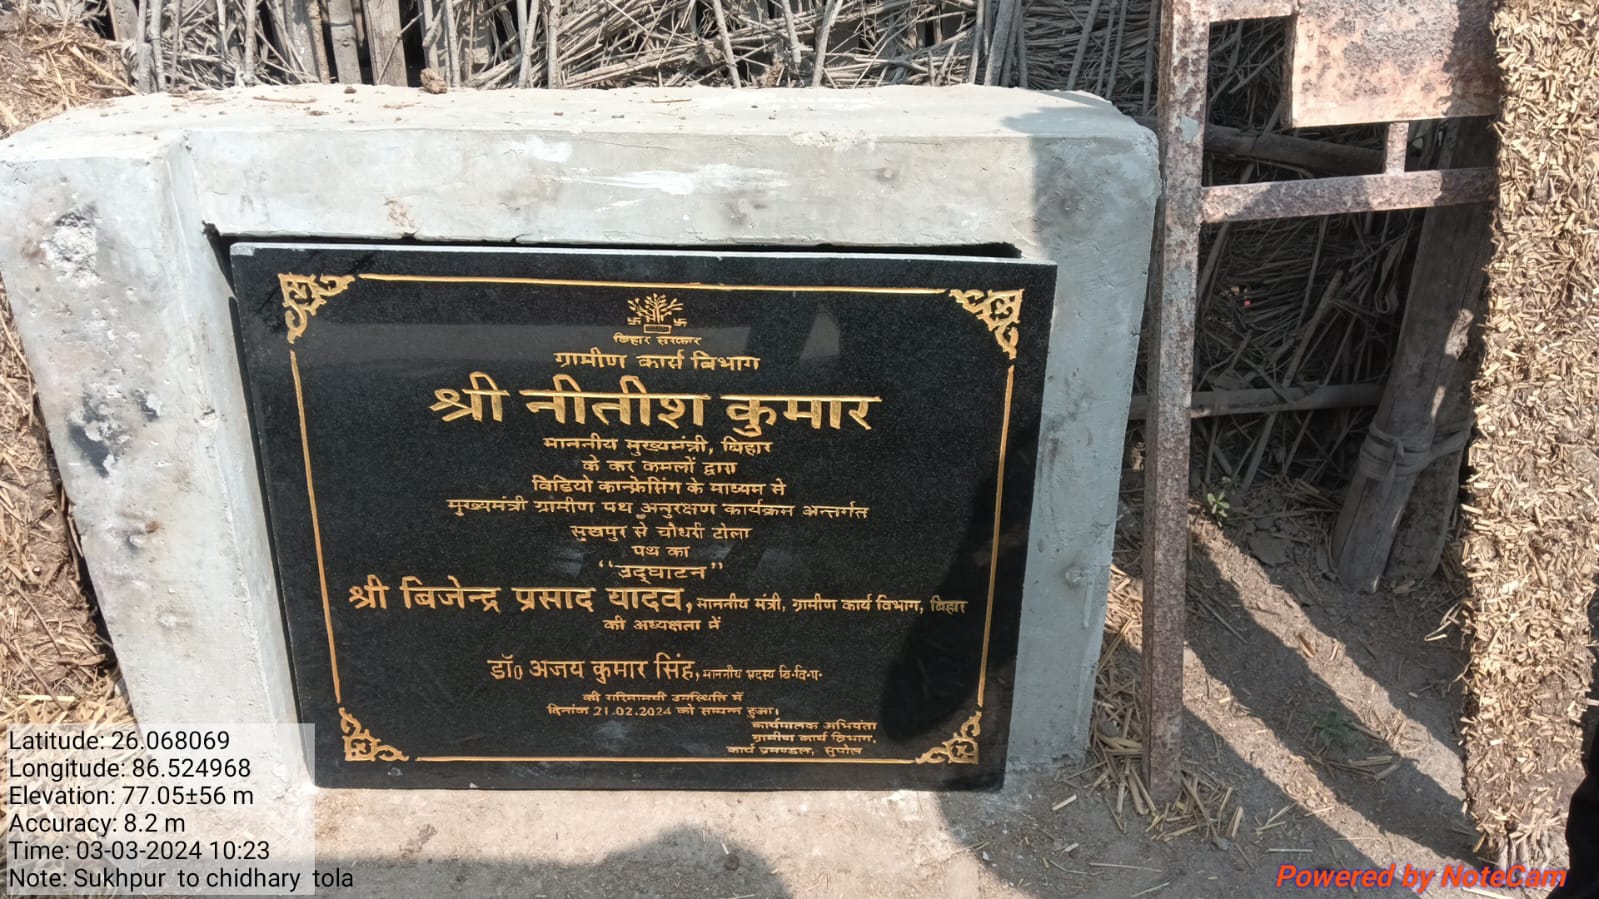 बिहार सरकार
ग्रामीण कार्य विभाग
श्री नीतीश कुमार
माननीय मुख्यमंत्री, बिहार
के कर कमलों द्वारा
विडियो कान्फ्रेसिंग के माध्यम से
मुख्यमंत्री ग्रामीण पथ अनुरक्षण कार्यक्रम अन्तर्गत
सुखपुर से चौधरी टोला
पथ का
“उद्घाटन”
श्री बिजेन्द्र प्रसाद यादव, माननीय मंत्री, ग्रामीण कार्य विभाग, बिहार
की अध्यक्षता में
डॉ0 अजय कुमार सिंह, माननीय सदस्य वि.वि.प.
की गरिमामयी उपस्थिति में
दिनांक 21.02.2024 को सम्पन्न हुआ।
कार्यपालक अभियंता
ग्रामीण कार्य विभाग,
कार्य प्रमण्डल, सुपौल
Latitude: 26.068069
Longitude: 86.524968
Elevation: 77.05±56 m
Accuracy: 8.2 m
Time: 03-03-2024 10:23
Note: Sukhpur to chidhary tola
Powered by NoteCam